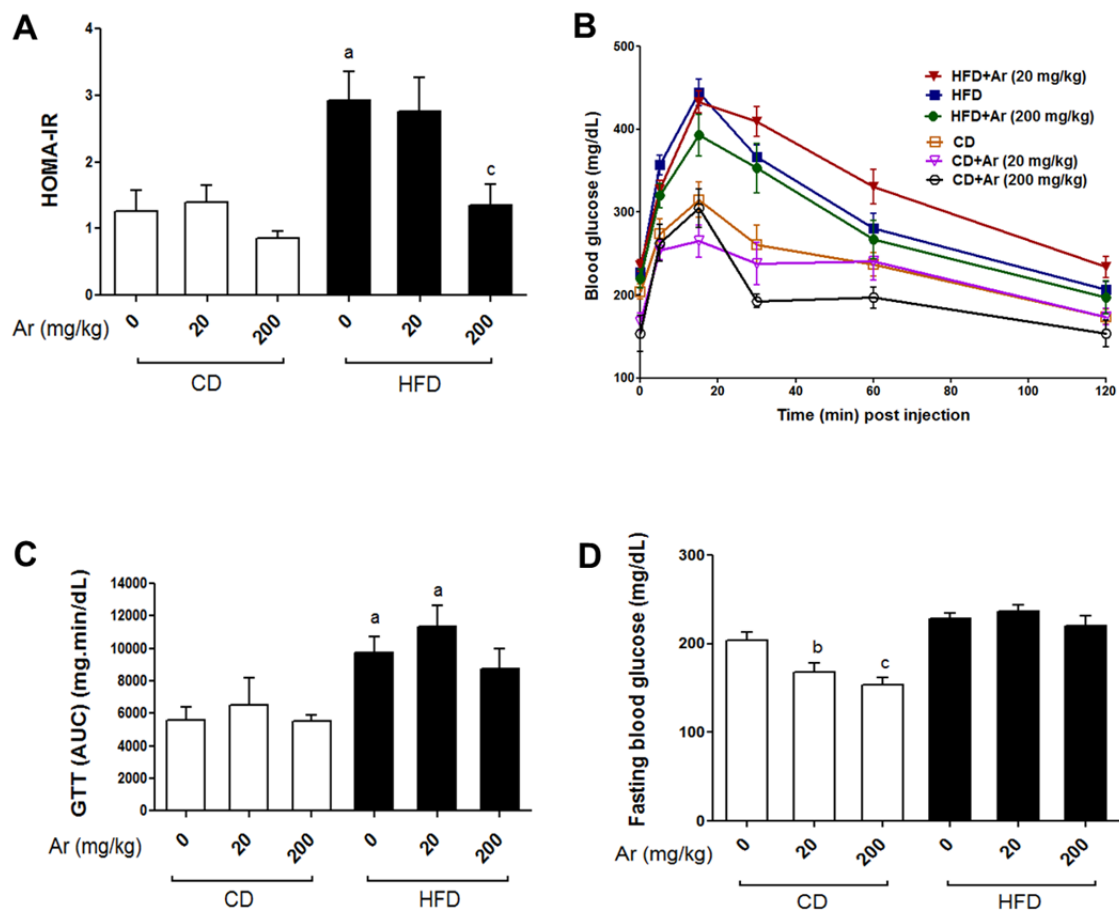 A
HOMA-IR
4
3
2
1
0
a
c
Ar (mg/kg)
0 20 200 0 20 200
CD HFD
B
Blood glucose (mg/dL)
500
400
300
200
100
HFD+Ar (20 mg/kg)
HFD
HFD+Ar (200 mg/kg)
CD
CD+Ar (20 mg/kg)
CD+Ar (200 mg/kg)
0 20 40 60 80 100 120
Time (min) post injection
C
GTT (AUC) (mg.min/dL)
14000
12000
10000
8000
6000
4000
2000
0
a a
Ar (mg/kg)
0 20 200 0 20 200
CD HFD
D
Fasting blood glucose (mg/dL)
300
200
100
0
b c
Ar (mg/kg)
0 20 200 0 20 200
CD HFD